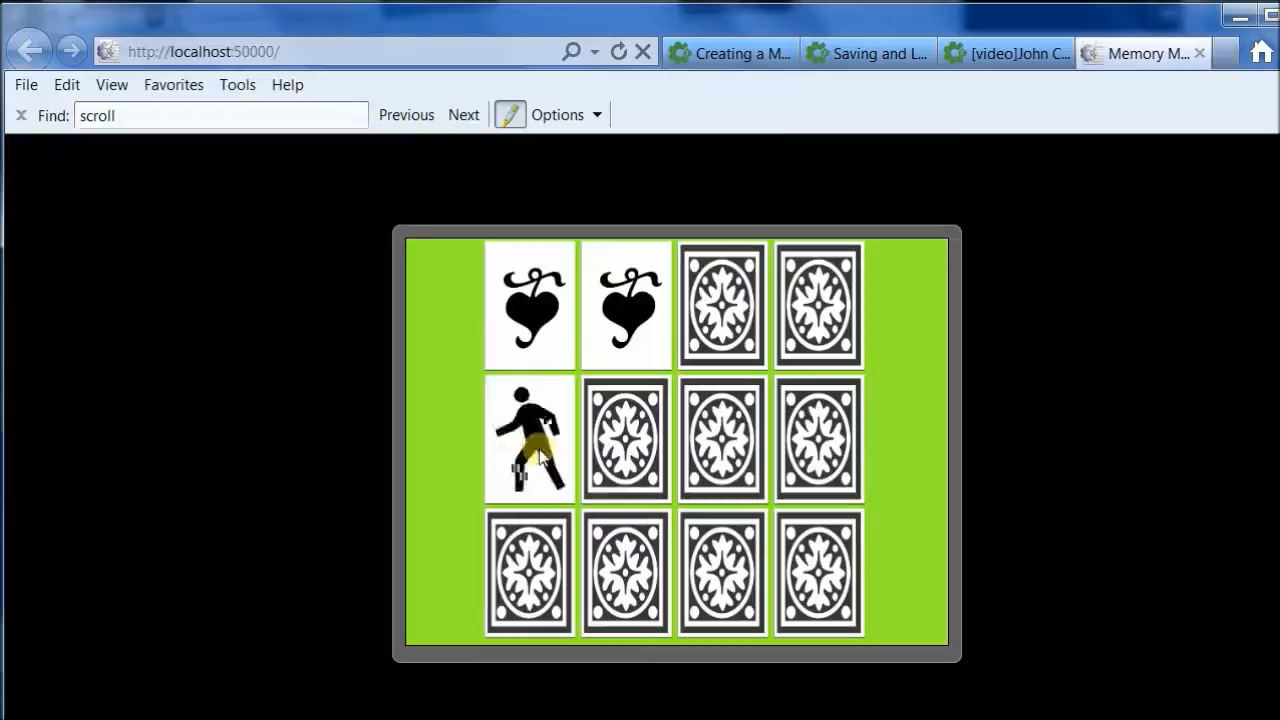 http://localhost:50000/
Creating a M...
Saving and L...
[video]John C...
Memory M...
File Edit View Favorites Tools Help
Find: scroll Previous Next Options